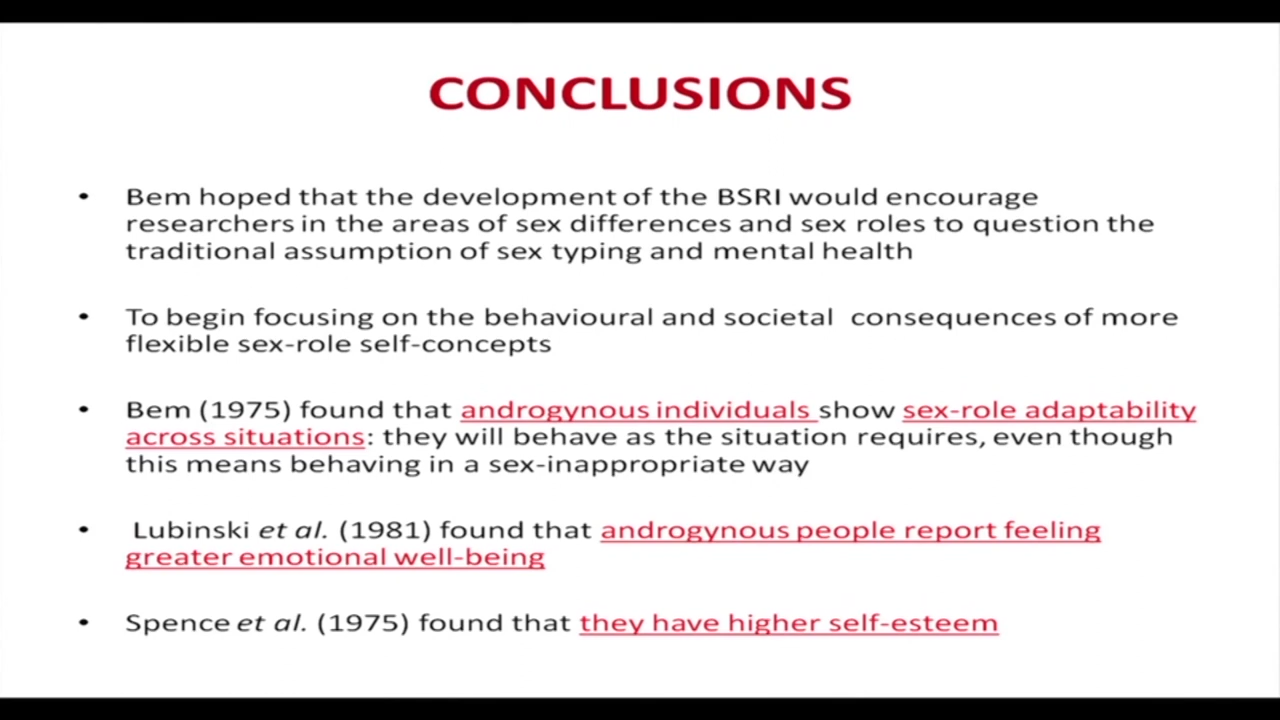 CONCLUSIONS
• Bem hoped that the development of the BSRI would encourage
researchers in the areas of sex differences and sex roles to question the
traditional assumption of sex typing and mental health
• To begin focusing on the behavioural and societal consequences of more
flexible sex-role self-concepts
• Bem (1975) found that androgynous individuals show sex-role adaptability
across situations: they will behave as the situation requires, even though
this means behaving in a sex-inappropriate way
• Lubinski et al. (1981) found that androgynous people report feeling
greater emotional well-being
• Spence et al. (1975) found that they have higher self-esteem